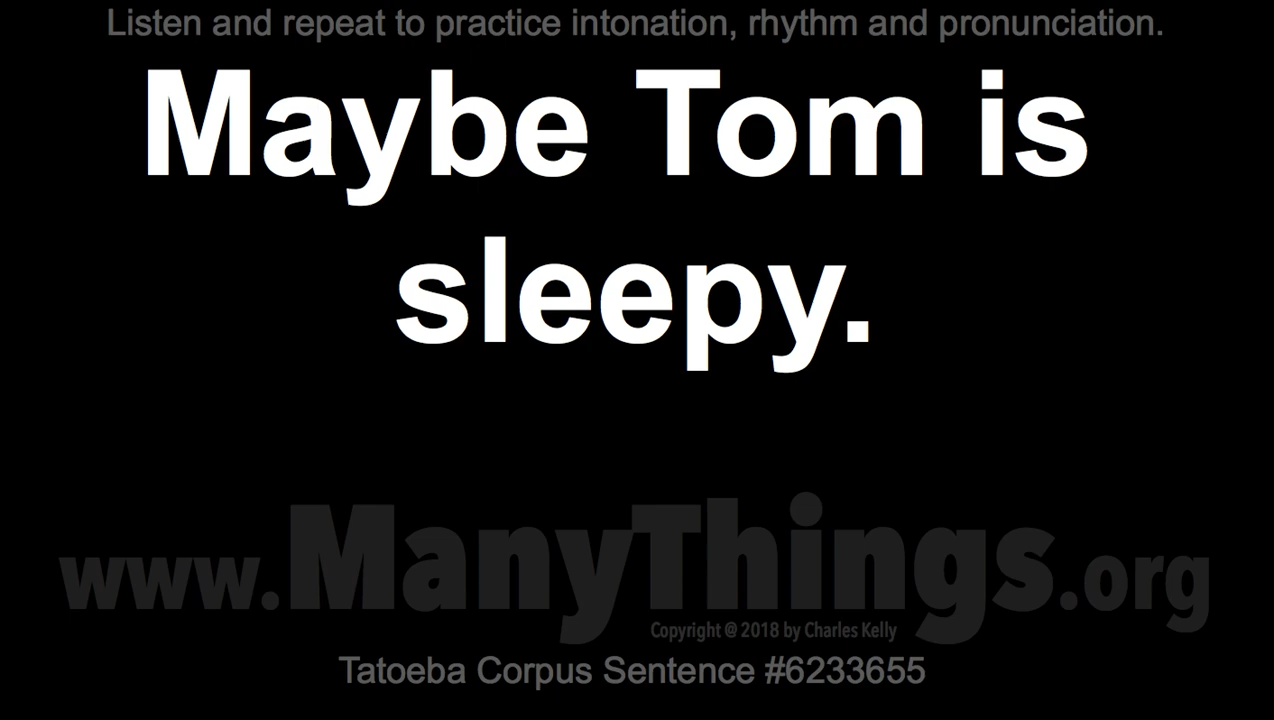 Listen and repeat to practice intonation, rhythm and pronunciation.
Maybe Tom is
sleepy.
www.ManyThings.org
Copyright @ 2018 by Charles Kelly
Tatoeba Corpus Sentence #6233655